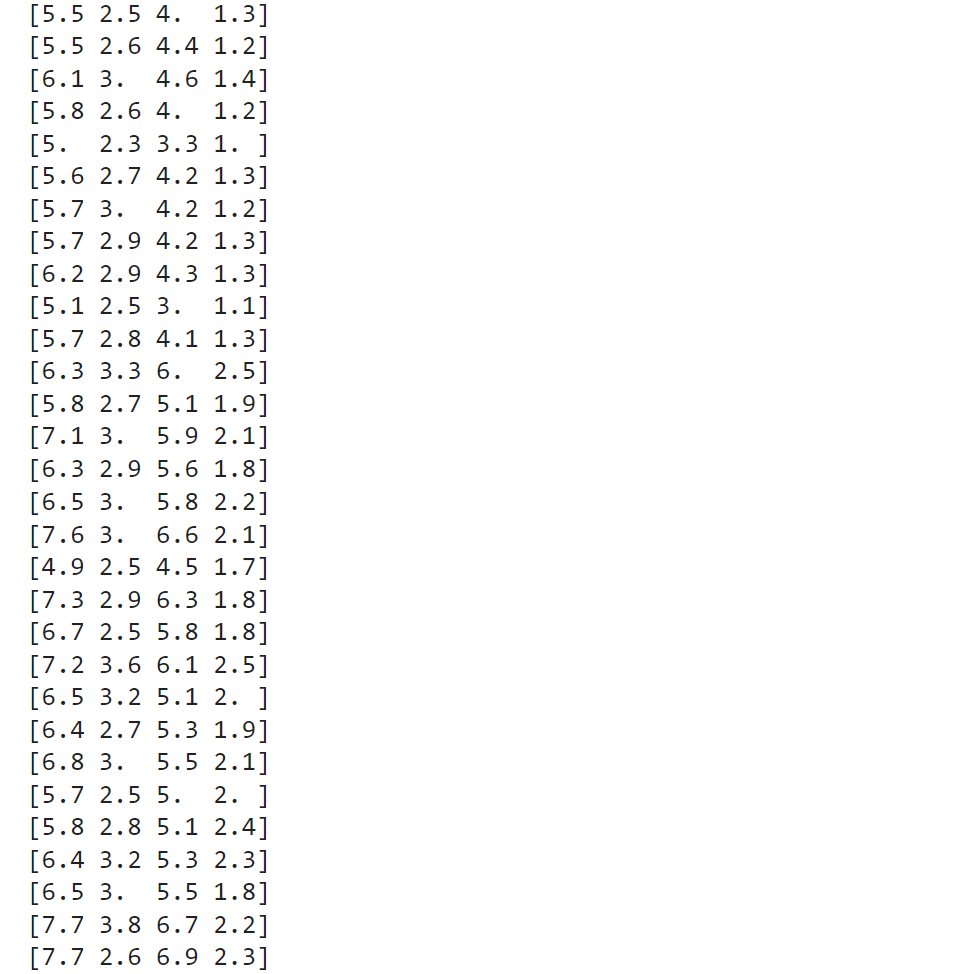 [5.5 2.5 4.  1.3]
[5.5 2.6 4.4 1.2]
[6.1 3.  4.6 1.4]
[5.8 2.6 4.  1.2]
[5.  2.3 3.3 1. ]
[5.6 2.7 4.2 1.3]
[5.7 3.  4.2 1.2]
[5.7 2.9 4.2 1.3]
[6.2 2.9 4.3 1.3]
[5.1 2.5 3.  1.1]
[5.7 2.8 4.1 1.3]
[6.3 3.3 6.  2.5]
[5.8 2.7 5.1 1.9]
[7.1 3.  5.9 2.1]
[6.3 2.9 5.6 1.8]
[6.5 3.  5.8 2.2]
[7.6 3.  6.6 2.1]
[4.9 2.5 4.5 1.7]
[7.3 2.9 6.3 1.8]
[6.7 2.5 5.8 1.8]
[7.2 3.6 6.1 2.5]
[6.5 3.2 5.1 2. ]
[6.4 2.7 5.3 1.9]
[6.8 3.  5.5 2.1]
[5.7 2.5 5.  2. ]
[5.8 2.8 5.1 2.4]
[6.4 3.2 5.3 2.3]
[6.5 3.  5.5 1.8]
[7.7 3.8 6.7 2.2]
[7.7 2.6 6.9 2.3]